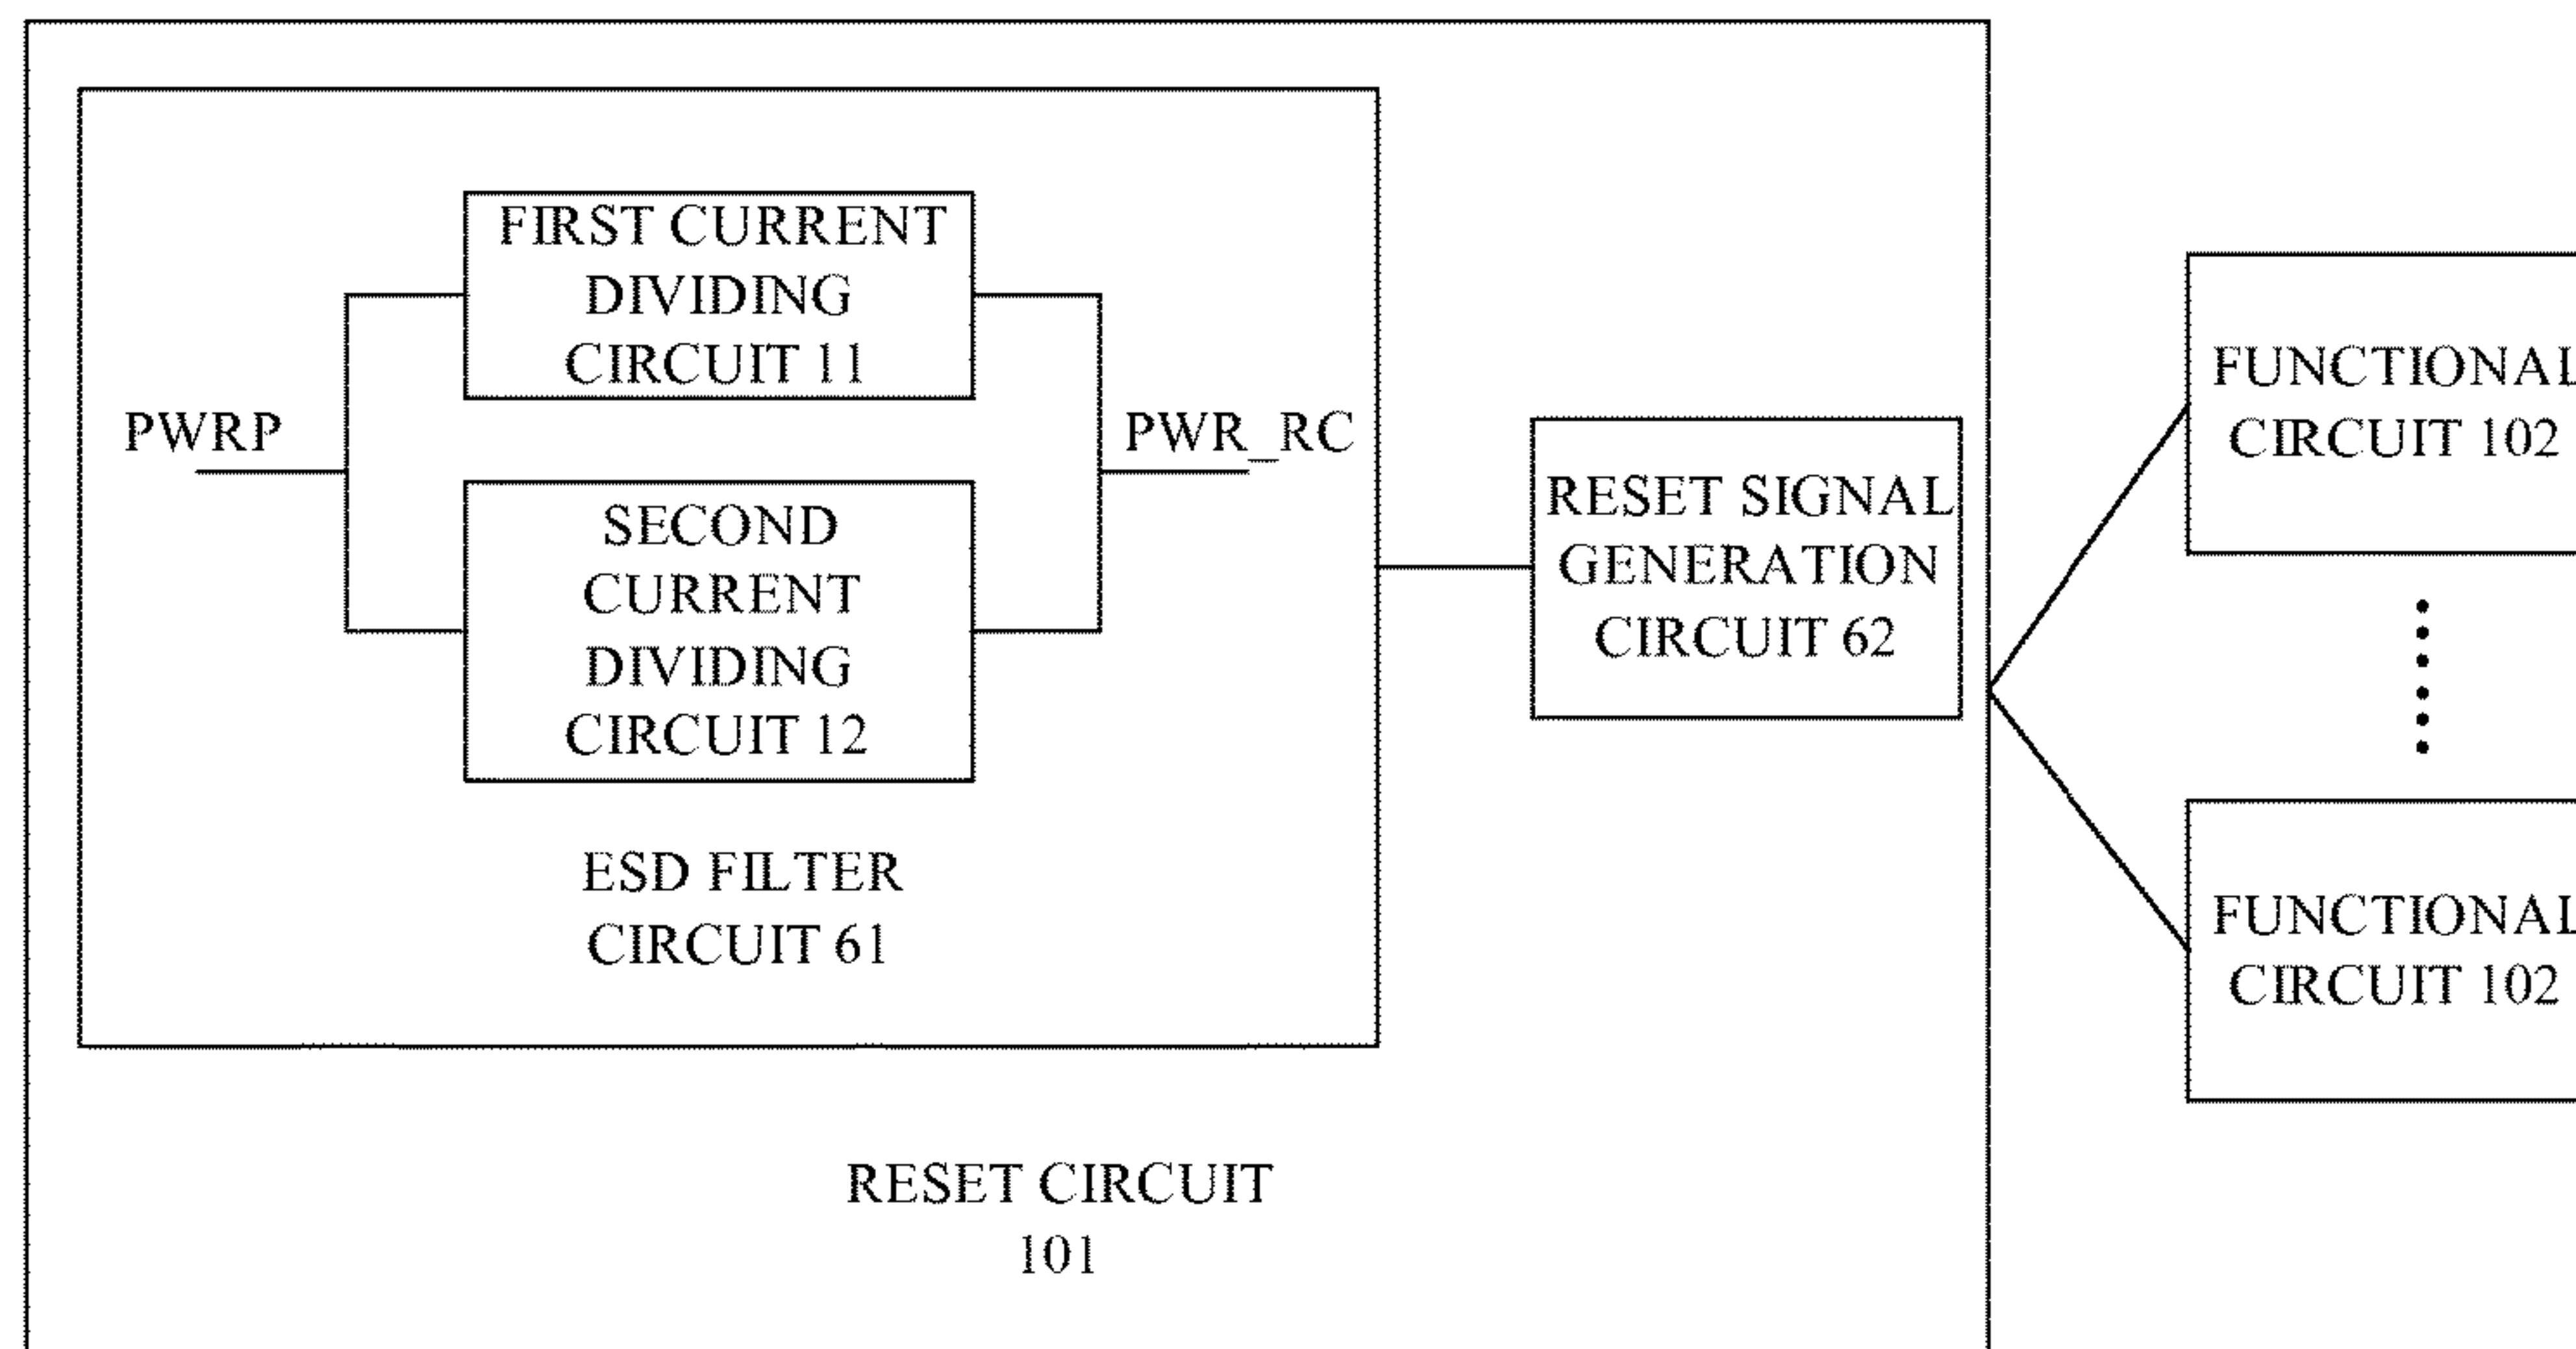 FIRST CURRENT
DIVIDING
CIRCUIT 11
PWRP
PWR_RC
SECOND
CURRENT
DIVIDING
CIRCUIT 12
ESD FILTER
CIRCUIT 61
RESET SIGNAL
GENERATION
CIRCUIT 62
FUNCTIONAL
CIRCUIT 102
FUNCTIONAL
CIRCUIT 102
RESET CIRCUIT
101